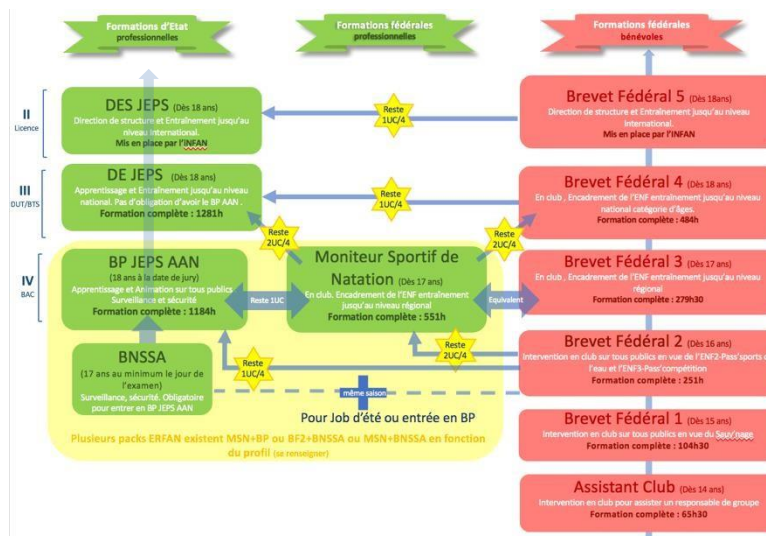 Formations d'Etat
professionnelles
Formations fédérales
professionnelles
Formations fédérales
bénévoles
II
Licence
DES JEPS (Dès 18 ans)
Direction de structure et Entraînement jusqu'au
niveau International.
Mis en place par l'INFAN
Reste
1UC/4
Brevet Fédéral 5 (Dès 18ans)
Direction de structure et Entraînement jusqu'au niveau
International.
Mis en place par l'INFAN
III
DUT/BTS
DE JEPS (Dès 18 ans)
Apprentissage et Entraînement jusqu'au niveau
national. Pas d'obligation d'avoir le BP AAN .
Formation complète : 1281h
Reste
1UC/4
Brevet Fédéral 4 (Dès 18 ans)
En club , Encadrement de l'ENF entraînement jusqu'au niveau
national catégorie d'âges.
Formation complète : 484h
Reste
2UC/4
Reste
2UC/4
IV
BAC
BP JEPS AAN
(18 ans à la date de jury)
Apprentissage et Animation sur tous publics
Surveillance et sécurité
Formation complète : 1184h
Reste 1UC
Moniteur Sportif de
Natation (Dès 17 ans)
En club. Encadrement de l'ENF entraînement
jusqu'au niveau régional
Formation complète : 551h
Equivalent
Brevet Fédéral 3 (Dès 17 ans)
En club , Encadrement de l'ENF entraînement jusqu'au niveau
régional
Formation complète : 279h30
BNSSA
(17 ans au minimum le jour de
l'examen)
Surveillance, sécurité. Obligatoire
pour entrer en BP JEPS AAN
Reste
1UC/4
Reste
2UC/4
Brevet Fédéral 2 (Dès 16 ans)
Intervention en club sur tous publics en vue de l'ENF2-Pass'sports de
l'eau et l'ENF3-Pass'compétition
251h
même saison
Pour Job d'été ou entrée en BP
Plusieurs packs ERFAN existent MSN+BP ou BF2+BNSSA ou MSN+BNSSA en fonction
du profil (se renseigner)
Brevet Fédéral 1 (Dès 15 ans)
Intervention en club sur tous publics en vue du Sauv'nage
Formation complète : 104h30
Assistant Club (Dès 14 ans)
Intervention en club pour assister un responsable de groupe
Formation complète : 65h30